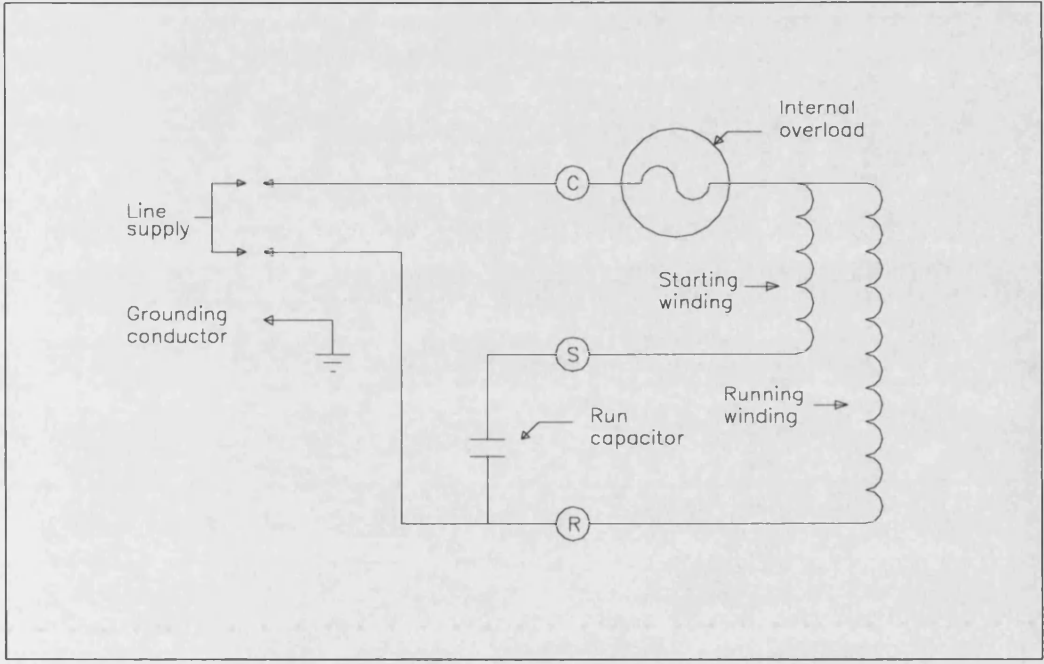 Internal
overload
C
Line
supply
Starting
winding
Grounding
conductor
S
Running
winding
Run
capacitor
R